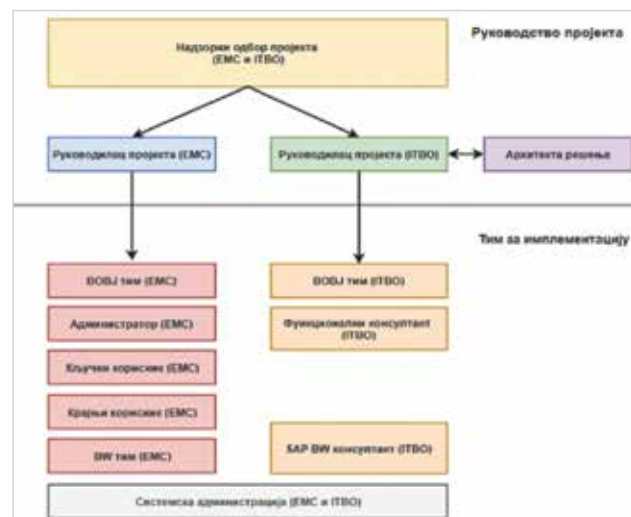 Руководство пројекта
Надзорни одбор пројекта
(ЕМС и ITBO)
Руководилац пројекта (ЕМС)
Руководилац пројекта (ITBO)
Архитекта решења
Тим за имплементацију
BOBJ тим (ЕМС)
BOBJ тим (ITBO)
Администратор (ЕМС)
Функционални консултант
(ITBO)
Кључни корисник (ЕМС)
Крајњи корисник (ЕМС)
BW тим (ЕМС)
SAP BW консултант (ITBO)
Системска администрација (ЕМС и ITBO)